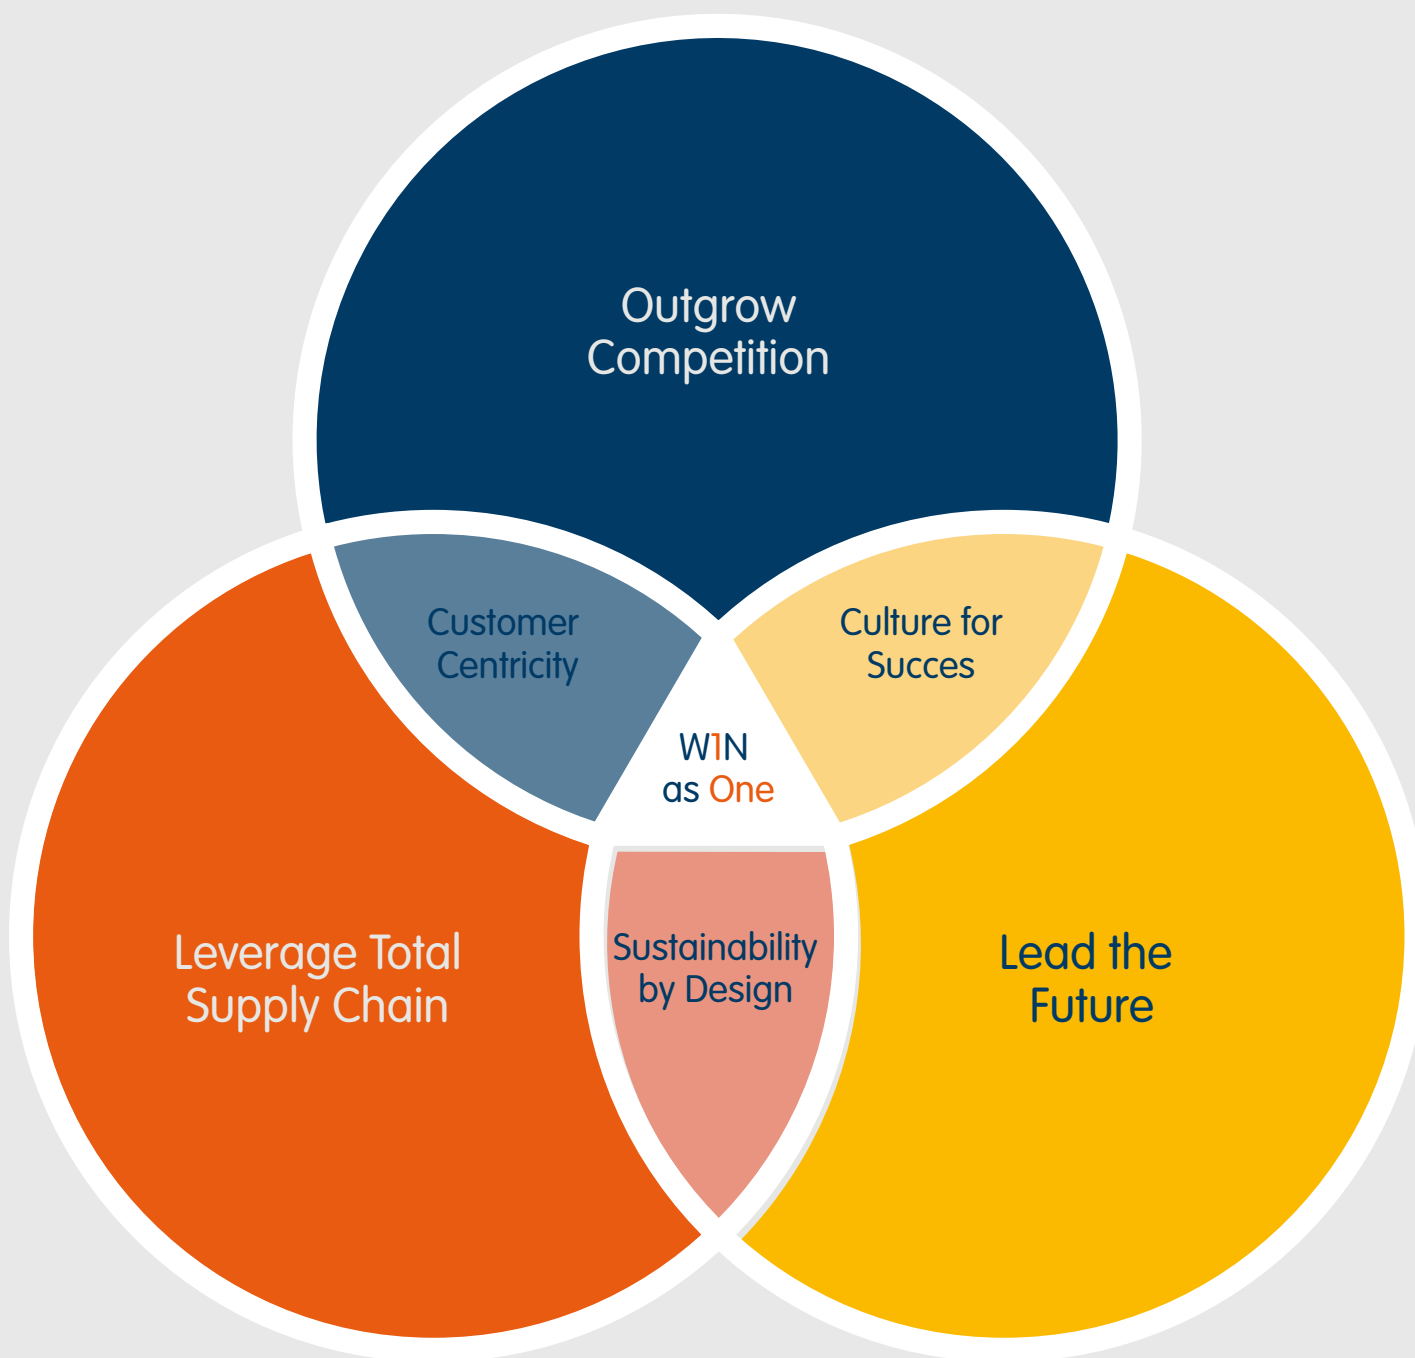 Outgrow
Competition
Customer
Centricity
Culture for
Succes
W1N
as One
Leverage Total
Supply Chain
Sustainability
by Design
Lead the
Future